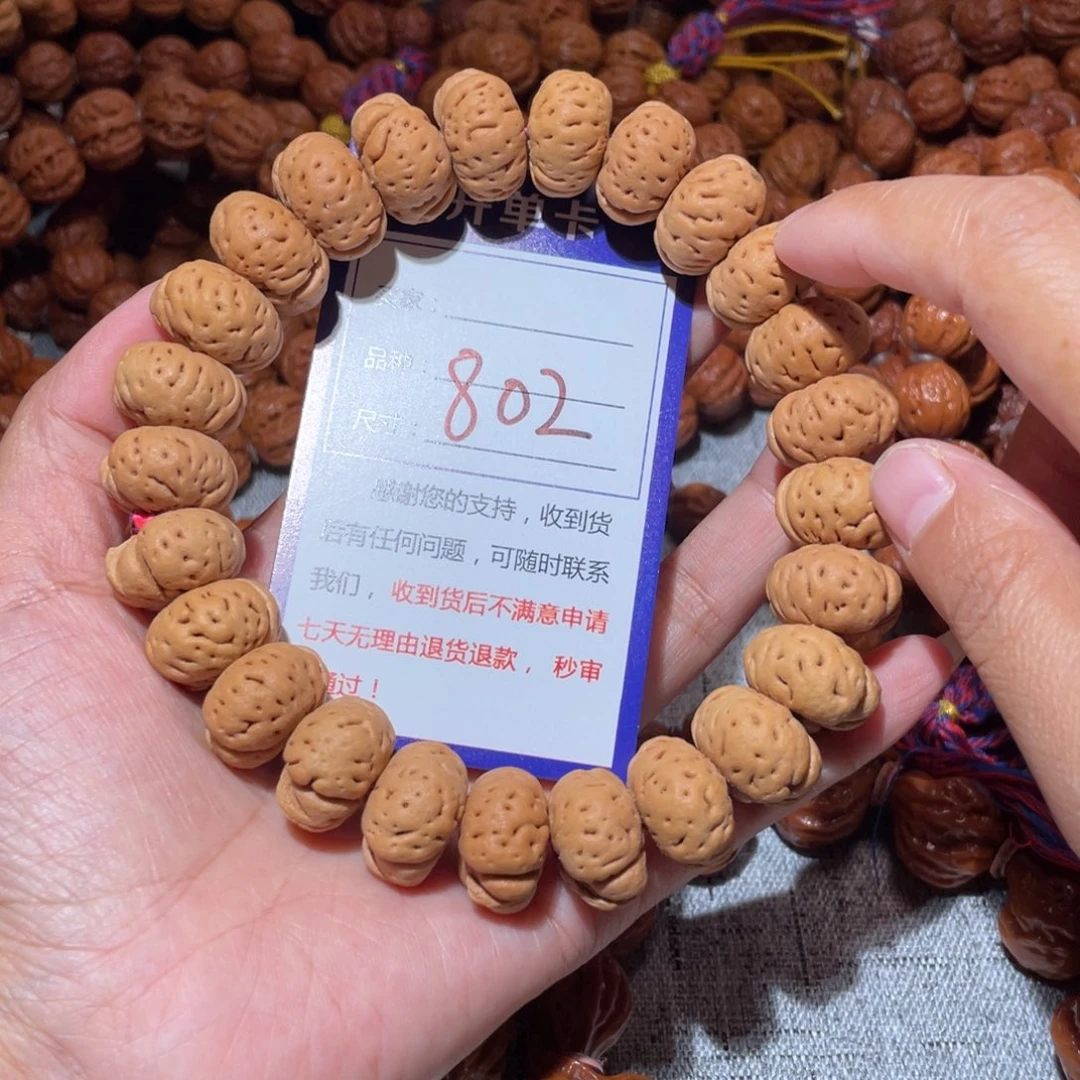 开单卡
品种：
802
尺寸：
感谢您的支持，收到货
后有任何问题，可随时联系
我们，收到货后不满意申请
七天无理由退货退款，秒审
通过！